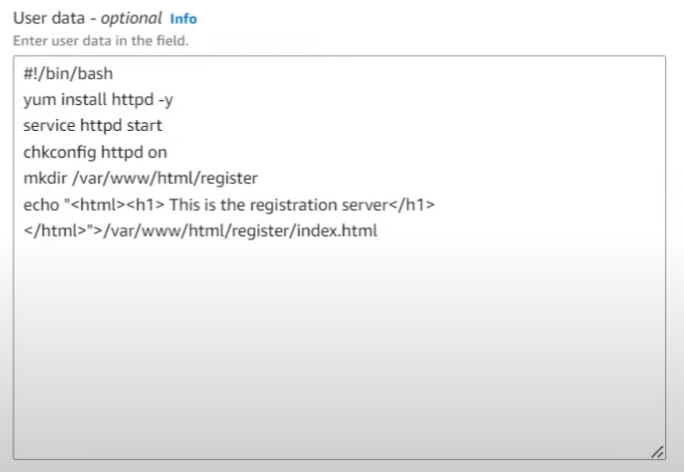 User data - optional Info
Enter user data in the field.
#!/bin/bash
yum install httpd -y
service httpd start
chkconfig httpd on
mkdir /var/www/html/register
echo "<html><h1> This is the registration server</h1>
</html>">/var/www/html/register/index.html